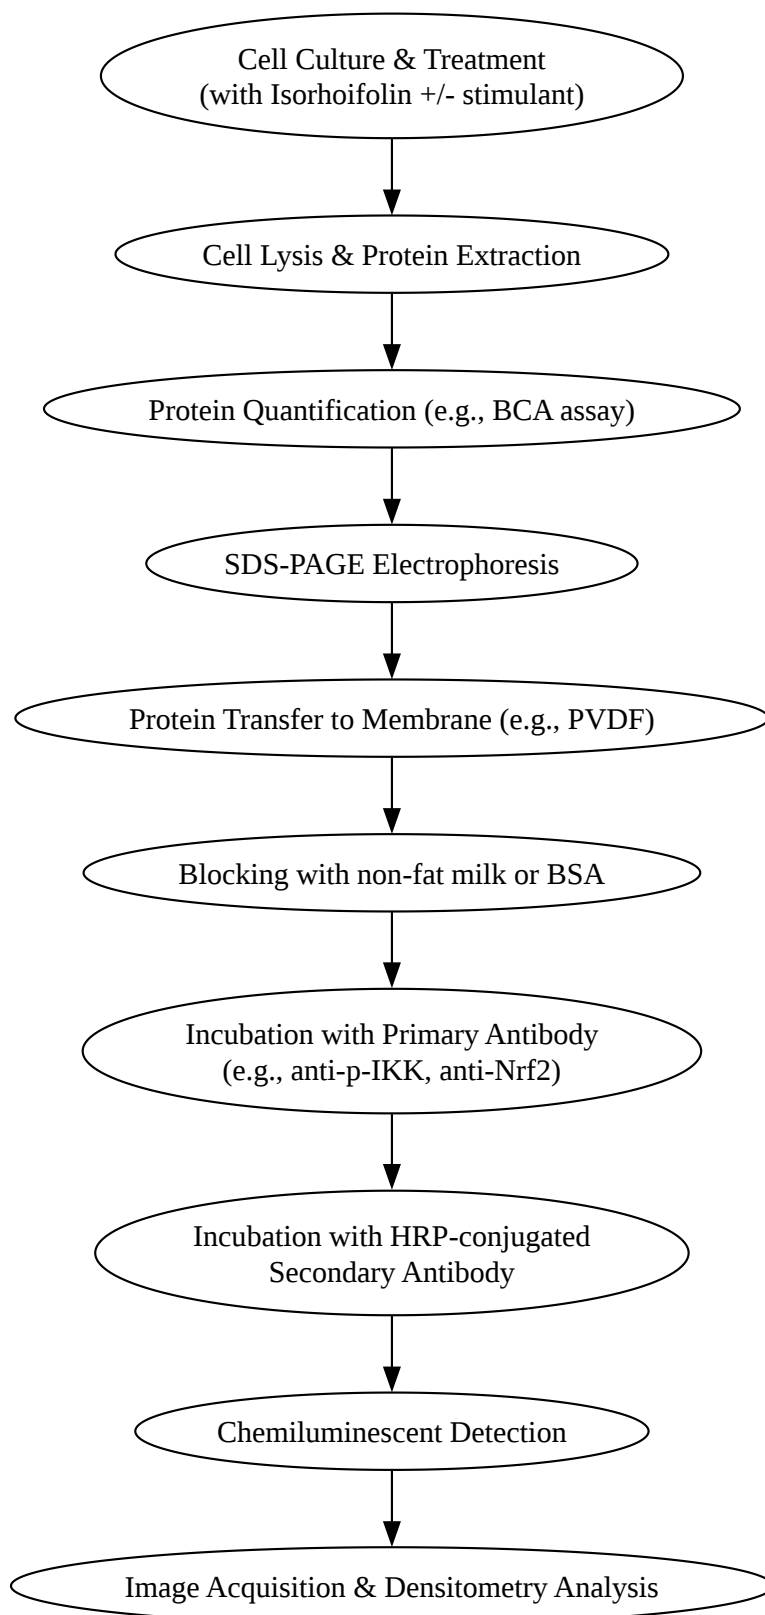 Cell Culture & Treatment
(with Isorhoifolin +/- stimulant)
Cell Lysis & Protein Extraction
Protein Quantification (e.g., BCA assay)
SDS-PAGE Electrophoresis
Protein Transfer to Membrane (e.g., PVDF)
Blocking with non-fat milk or BSA
Incubation with Primary Antibody
(e.g., anti-p-IKK, anti-Nrf2)
Incubation with HRP-conjugated
Secondary Antibody
Chemiluminescent Detection
Image Acquisition & Densitometry Analysis